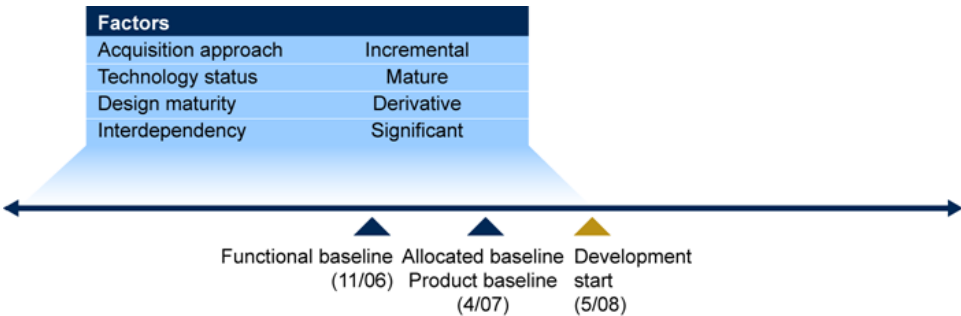 Factors
Acquisition approach Incremental
Technology status Mature
Design maturity Derivative
Interdependency Significant
Functional baseline Allocated baseline Development
(11/06) Product baseline start
(4/07) (5/08)